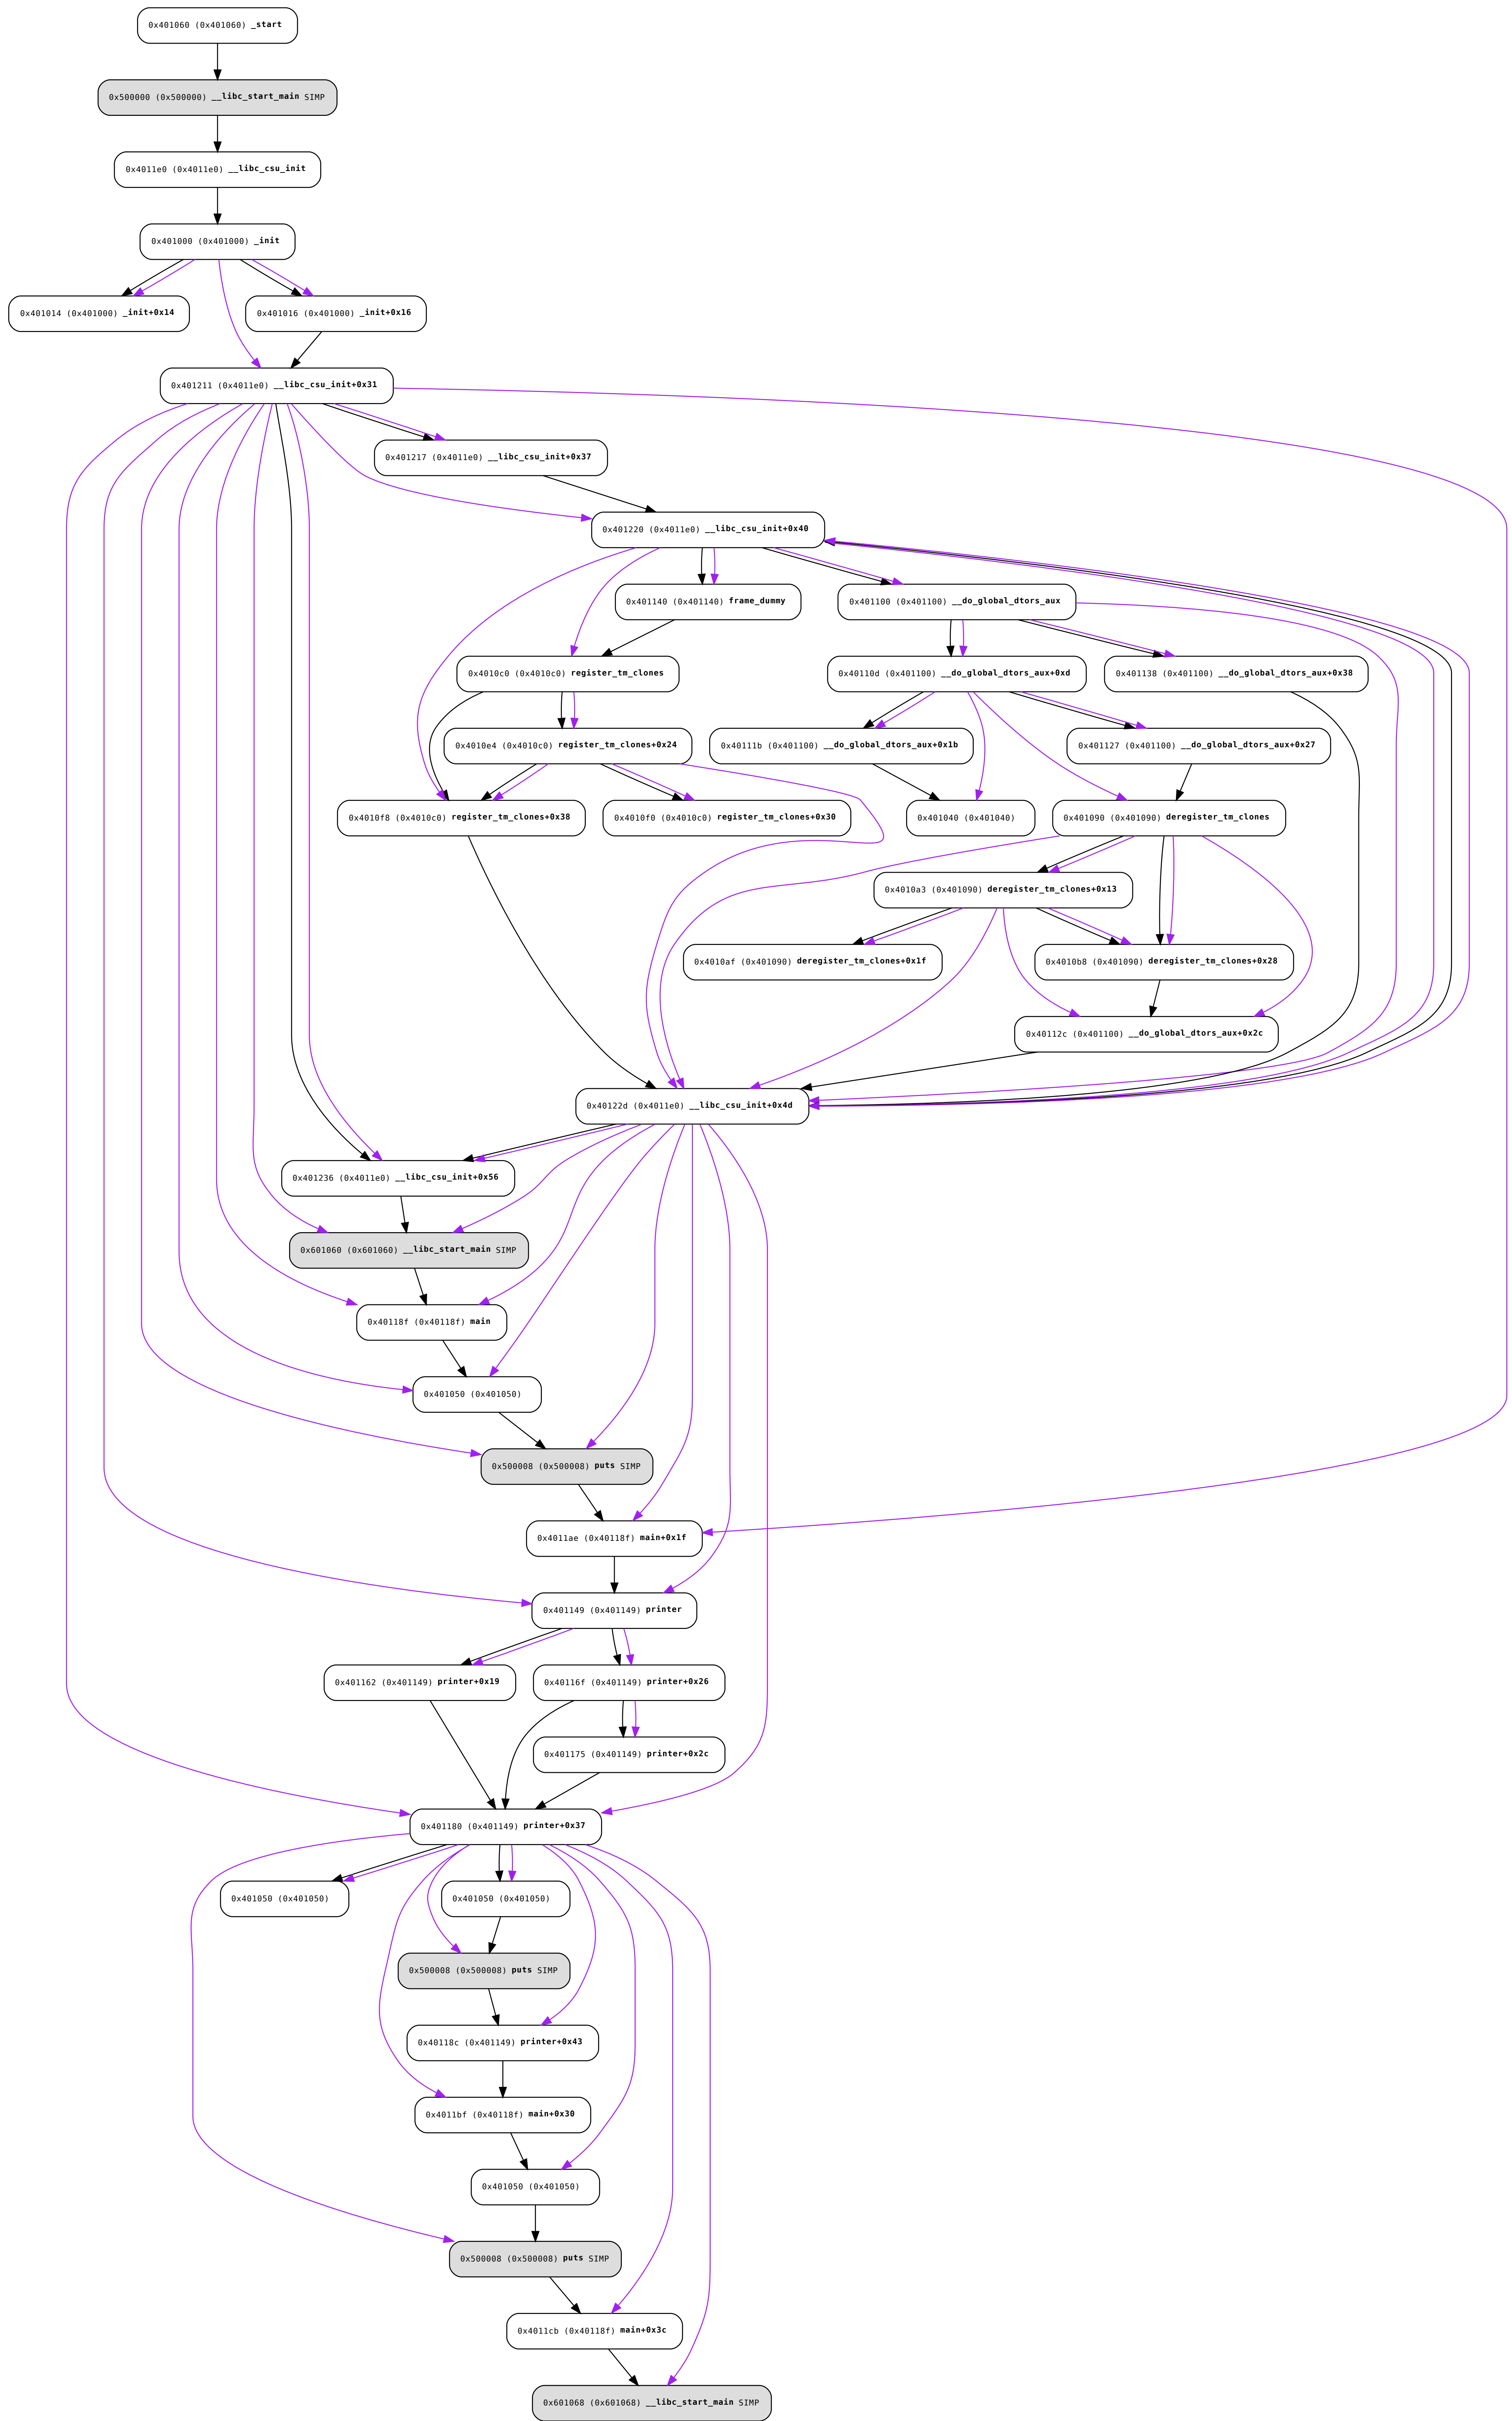 0x401060 (0x401060) _start
0x500000 (0x500000) __libc_start_main SIMP
0x4011e0 (0x4011e0) __libc_csu_init
0x401000 (0x401000) _init
0x401014 (0x401000) _init+0x14
0x401016 (0x401000) _init+0x16
0x401211 (0x4011e0) __libc_csu_init+0x31
0x401217 (0x4011e0) __libc_csu_init+0x37
0x401220 (0x4011e0) __libc_csu_init+0x40
0x401140 (0x401140) frame_dummy
0x401100 (0x401100) __do_global_dtors_aux
0x4010c0 (0x4010c0) register_tm_clones
0x40110d (0x401100) __do_global_dtors_aux+0xd
0x401138 (0x401100) __do_global_dtors_aux+0x38
0x4010e4 (0x4010c0) register_tm_clones+0x24
0x40111b (0x401100) __do_global_dtors_aux+0x1b
0x401127 (0x401100) __do_global_dtors_aux+0x27
0x4010f8 (0x4010c0) register_tm_clones+0x38
0x4010f0 (0x4010c0) register_tm_clones+0x30
0x401040 (0x401040)
0x401090 (0x401090) deregister_tm_clones
0x4010a3 (0x401090) deregister_tm_clones+0x13
0x4010af (0x401090) deregister_tm_clones+0x1f
0x4010b8 (0x401090) deregister_tm_clones+0x28
0x40112c (0x401100) __do_global_dtors_aux+0x2c
0x40122d (0x4011e0) __libc_csu_init+0x4d
0x401236 (0x4011e0) __libc_csu_init+0x56
0x601060 (0x601060) __libc_start_main SIMP
0x40118f (0x40118f) main
0x401050 (0x401050)
0x500008 (0x500008) puts SIMP
0x4011ae (0x40118f) main+0x1f
0x401149 (0x401149) printer
0x401162 (0x401149) printer+0x19
0x40116f (0x401149) printer+0x26
0x401175 (0x401149) printer+0x2c
0x401180 (0x401149) printer+0x37
0x401050 (0x401050)
0x401050 (0x401050)
0x500008 (0x500008) puts SIMP
0x40118c (0x401149) printer+0x43
0x4011bf (0x40118f) main+0x30
0x401050 (0x401050)
0x500008 (0x500008) puts SIMP
0x4011cb (0x40118f) main+0x3c
0x601068 (0x601068) __libc_start_main SIMP